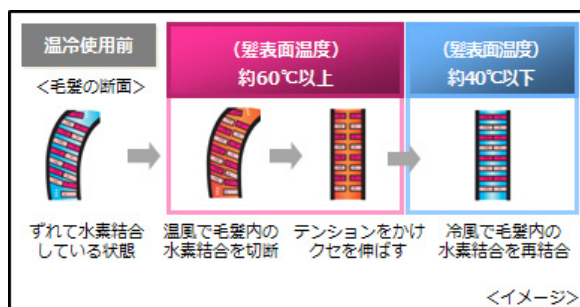 温冷使用前
(髪表面温度)
約60℃以上
(髪表面温度)
約40℃以下
<毛髪の断面>
ずれて水素結合
している状態
温風で毛髪内の
水素結合を切断
テンションをかけ
クセを伸ばす
冷風で毛髪内の
水素結合を再結合
<イメージ>